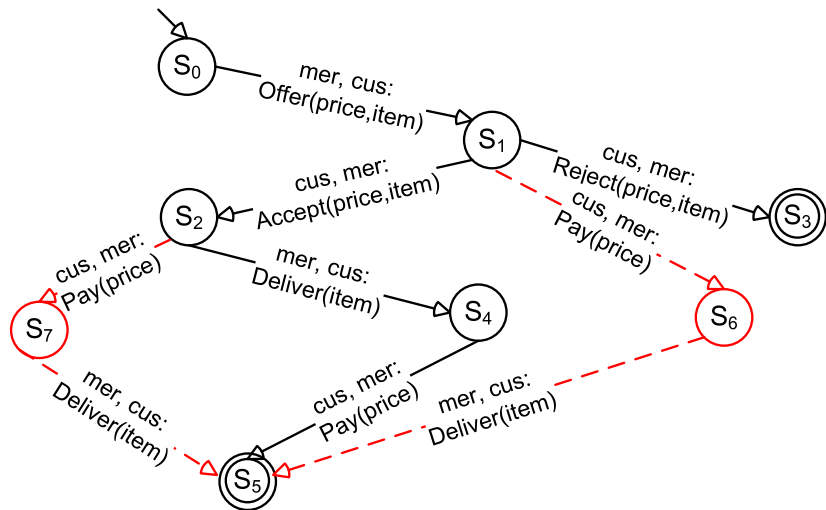 S0
mer, cus:
Offer(price,item)
S1
cus, mer:
Reject(price,item)
S3
cus, mer:
Accept(price,item)
S2
cus, mer:
Pay(price)
cus, mer:
Pay(price)
mer, cus:
Deliver(item)
S7
S4
S6
mer, cus:
Deliver(item)
cus, mer:
Pay(price)
mer, cus:
Deliver(item)
S5